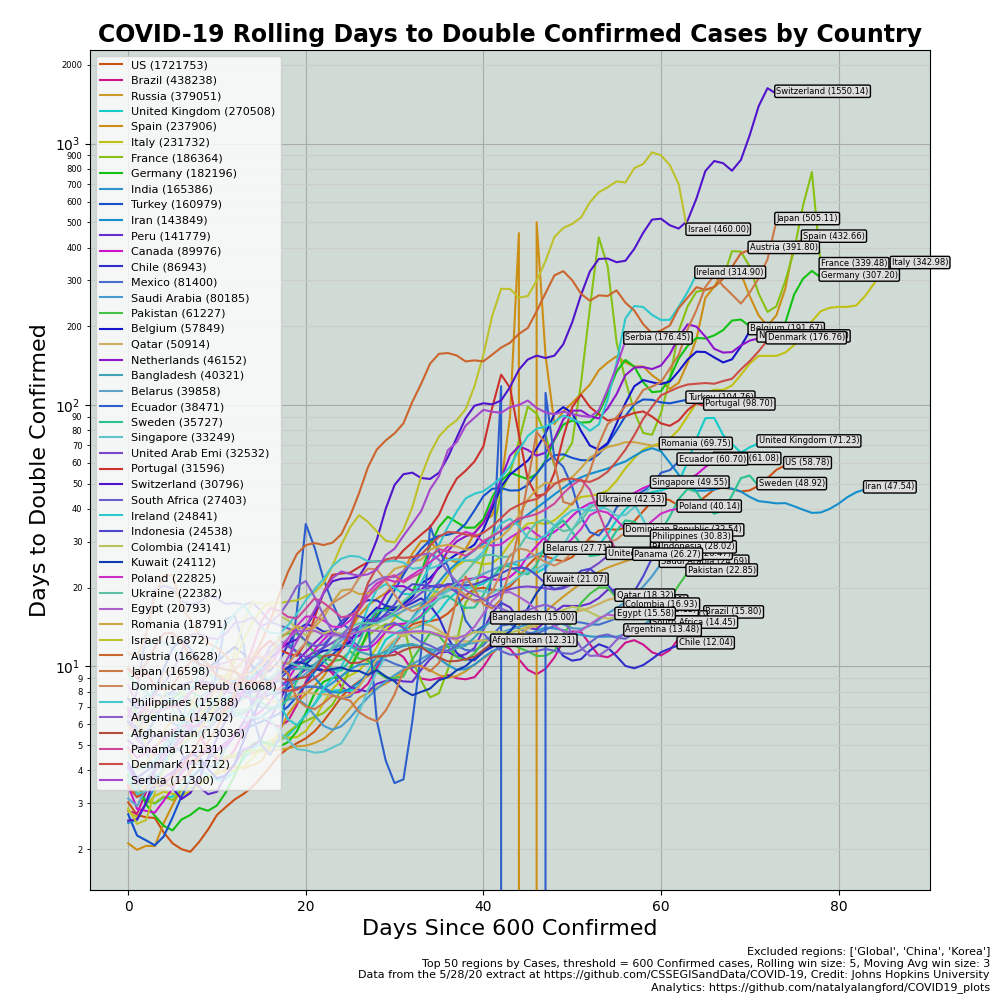 COVID-19 Rolling Days to Double Confirmed Cases by Country
Days to Double Confirmed
2000
10³
900
800
700
600
500
400
300
200
10²
90
80
70
60
50
40
30
20
10¹
9
8
7
6
5
4
3
2
US (1721753)
Brazil (438238)
Russia (379051)
United Kingdom (270508)
Spain (237906)
Italy (231732)
France (186364)
Germany (182196)
India (165386)
Turkey (160979)
Iran (143849)
Peru (141779)
Canada (89976)
Chile (86943)
Mexico (81400)
Saudi Arabia (80185)
Pakistan (61227)
Belgium (57849)
Qatar (50914)
Netherlands (46152)
Bangladesh (40321)
Belarus (39858)
Ecuador (38471)
Sweden (35727)
Singapore (33249)
United Arab Emi (32532)
Portugal (31596)
Switzerland (30796)
South Africa (27403)
Ireland (24841)
Indonesia (24538)
Colombia (24141)
Kuwait (24112)
Poland (22825)
Ukraine (22382)
Egypt (20793)
Romania (18791)
Israel (16872)
Austria (16628)
Japan (16598)
Dominican Repub (16068)
Philippines (15588)
Argentina (14702)
Afghanistan (13036)
Panama (12131)
Denmark (11712)
Serbia (11300)
Switzerland (1550.14)
Japan (505.11)
Israel (460.00)
Spain (432.66)
Austria (391.80)
France (339.48)
Italy (342.98)
Ireland (314.90)
Germany (307.20)
Belgium (191.67)
Serbia (176.45)
Denmark (176.76)
Turkey (104.76)
Portugal (98.70)
United Kingdom (71.23)
Romania (69.75)
Ecuador (60.70)
(61.08)
US (58.78)
Singapore (49.55)
Sweden (48.92)
Iran (47.54)
Ukraine (42.53)
Poland (40.14)
Dominican Republic (32.54)
Philippines (30.83)
Indonesia (28.02)
Belarus (27.71)
Panama (26.27)
Pakistan (22.85)
Kuwait (21.07)
Qatar (18.32)
Colombia (16.93)
Egypt (15.58)
Brazil (15.80)
Bangladesh (15.00)
Africa (14.45)
Argentina (13.48)
Afghanistan (12.31)
Chile (12.04)
0 20 40 60 80
Days Since 600 Confirmed
Excluded regions: ['Global', 'China', 'Korea']
Top 50 regions by Cases, threshold = 600 Confirmed cases, Rolling win size: 5, Moving Avg win size: 3
Data from the 5/28/20 extract at https://github.com/CSSEGISandData/COVID-19, Credit: Johns Hopkins University
Analytics: https://github.com/natalyalangford/COVID19_plots